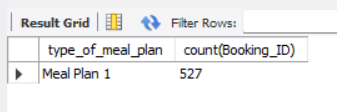 Result Grid Filter Rows:
type_of_meal_plan count(Booking_ID)
Meal Plan 1 527